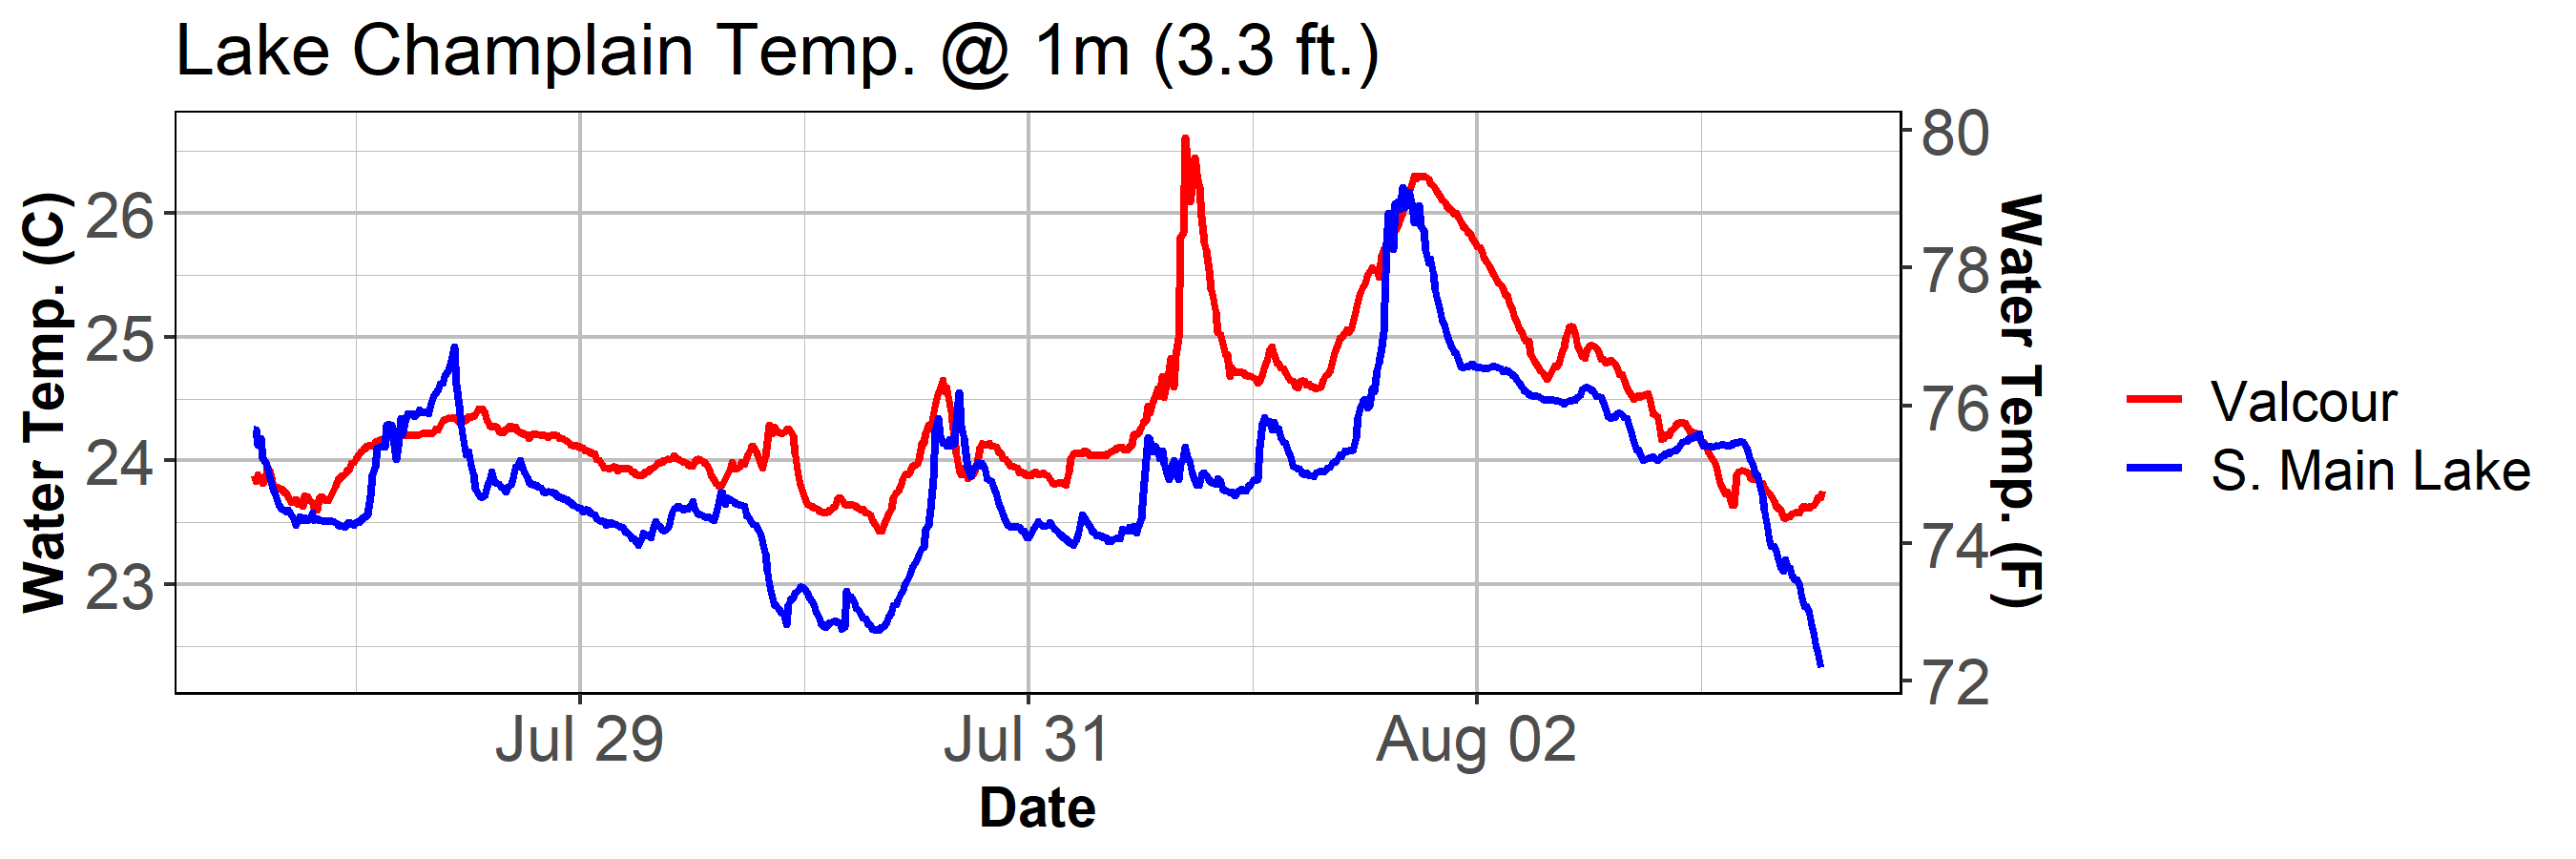 Lake Champlain Temp. @ 1m (3.3 ft.)
Water Temp. (C)
26
25
24
23
80
78
76
74
72
Water Temp. (F)
Jul 29
Jul 31
Aug 02
Date
Valcour
S. Main Lake